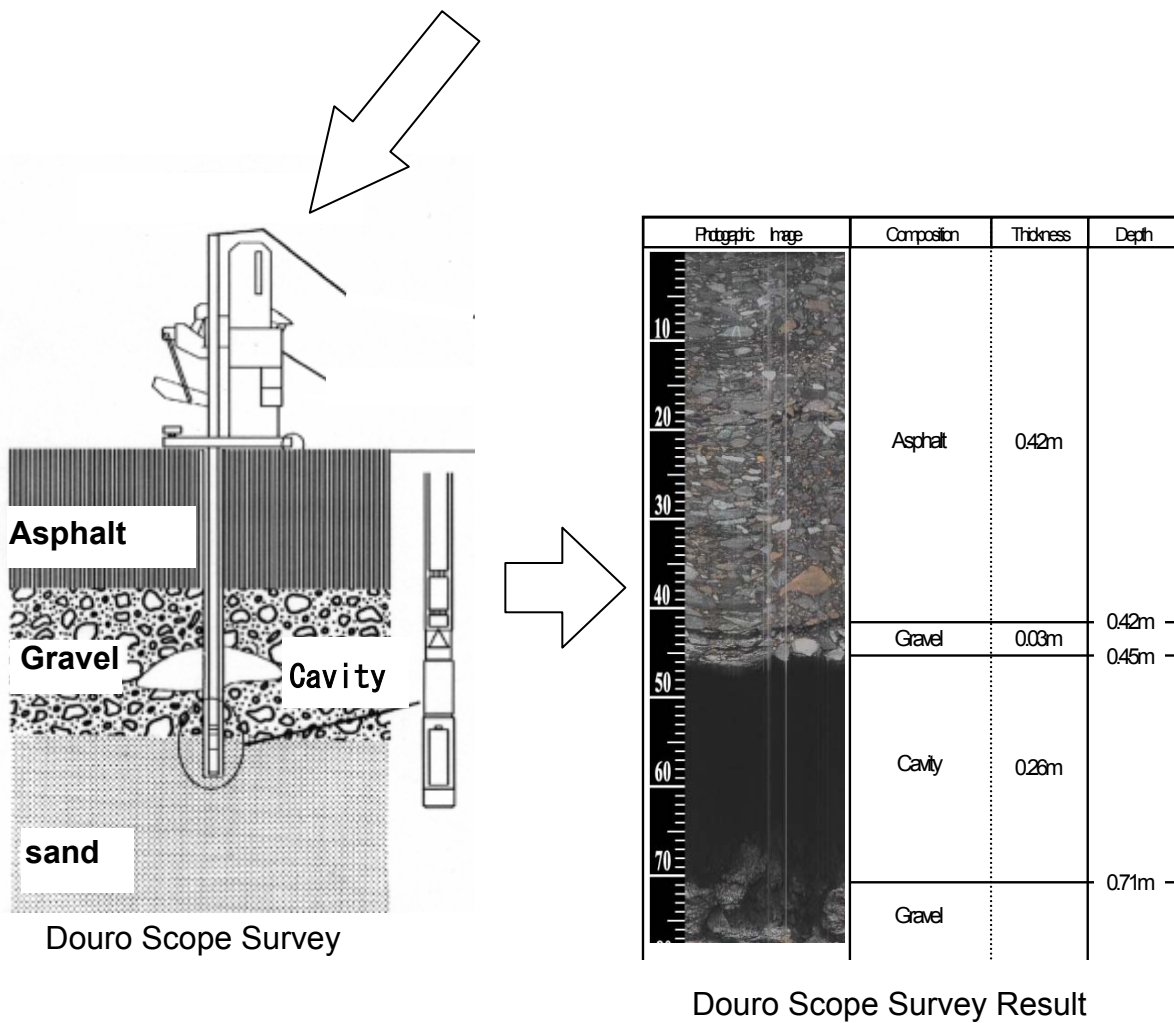 Asphalt
Gravel
Cavity
sand
Douro Scope Survey
Photographic Image Composition Thickness Depth
10
20
30
40
50
60
70
Asphalt 0.42m
0.42m
Gravel 0.03m
0.45m
Cavity 0.26m
0.71m
Gravel
Douro Scope Survey Result